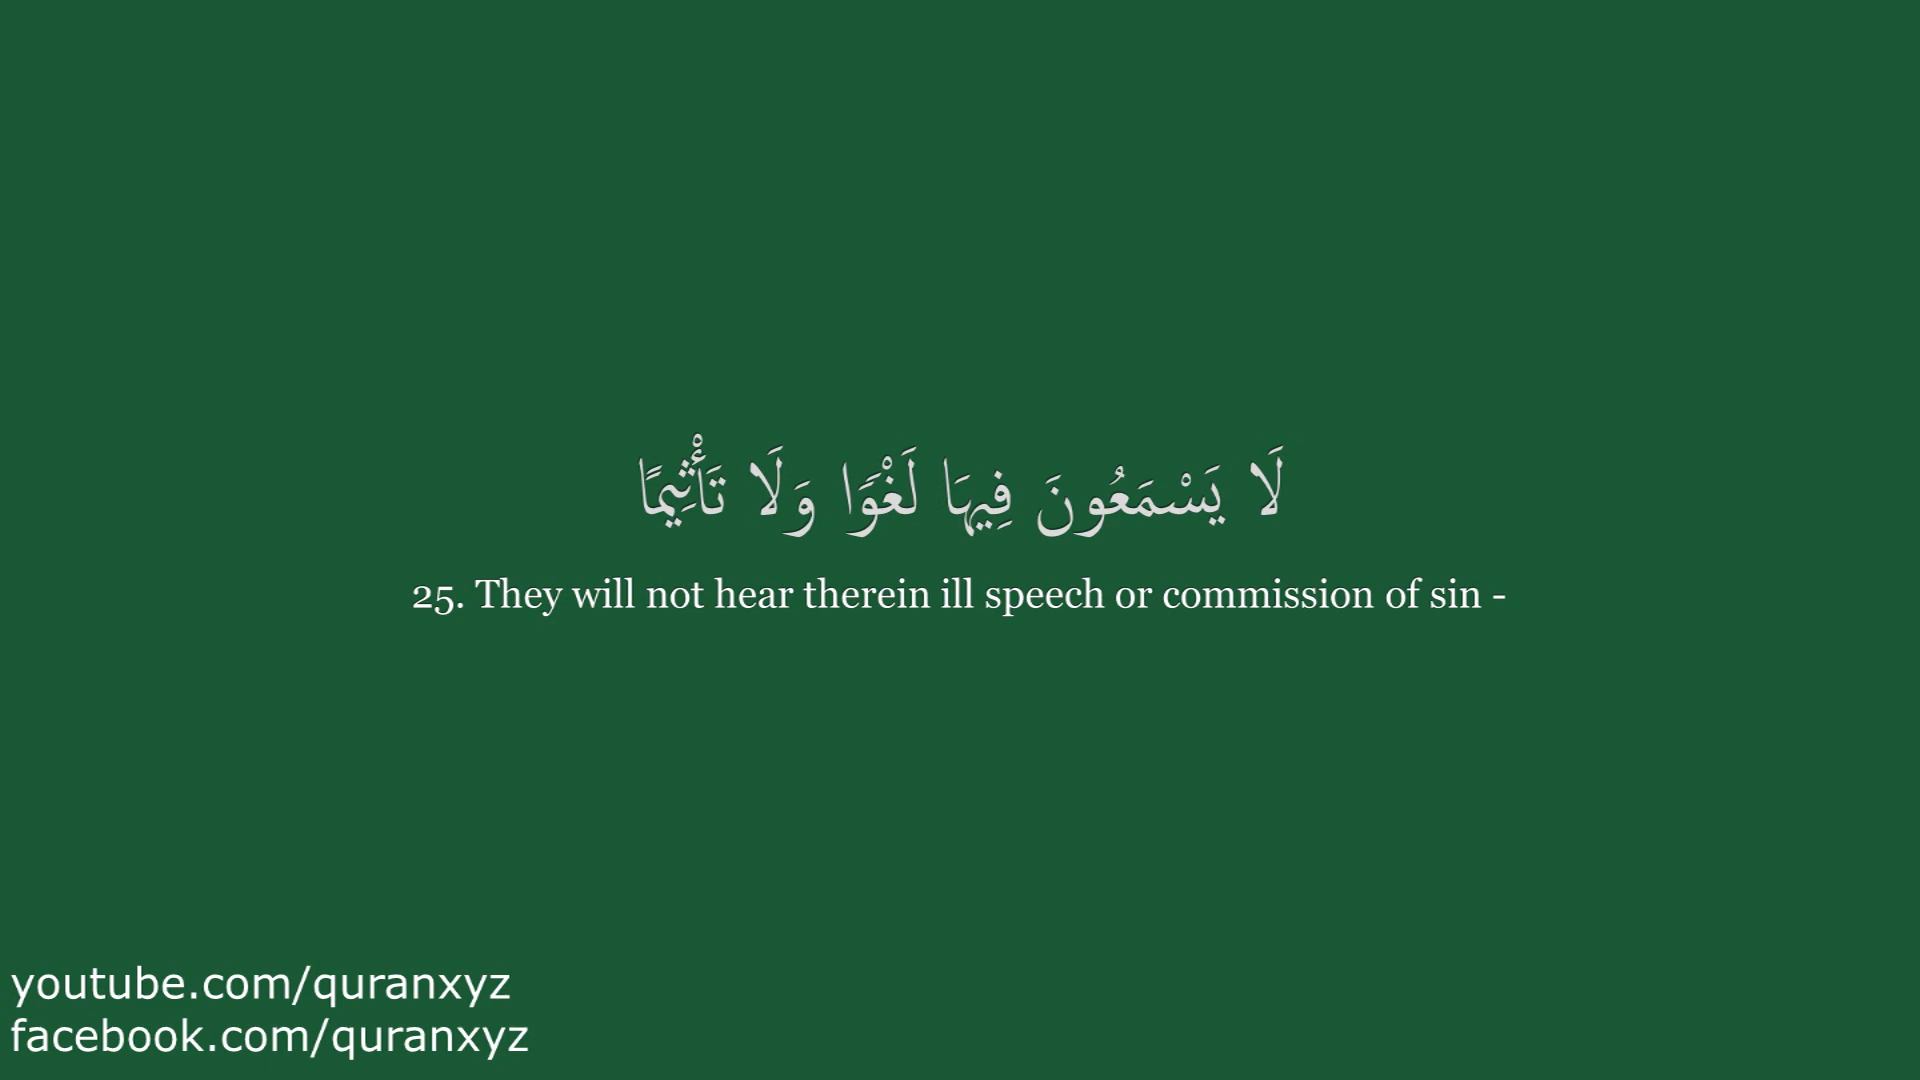 لَا يَسْمَعُونَ فِيهَا لَغْوًا وَلَا تَأْثِيمًا
25. They will not hear therein ill speech or commission of sin -
youtube.com/quranxyz
facebook.com/quranxyz